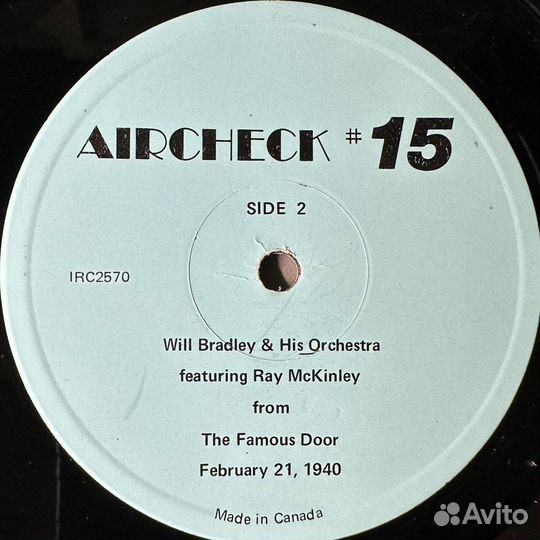 AIRCHECK #15
SIDE 2
IRC2570
Will Bradley & His Orchestra
featuring Ray McKinley
from
The Famous Door
February 21, 1940
Made in Canada
Avito